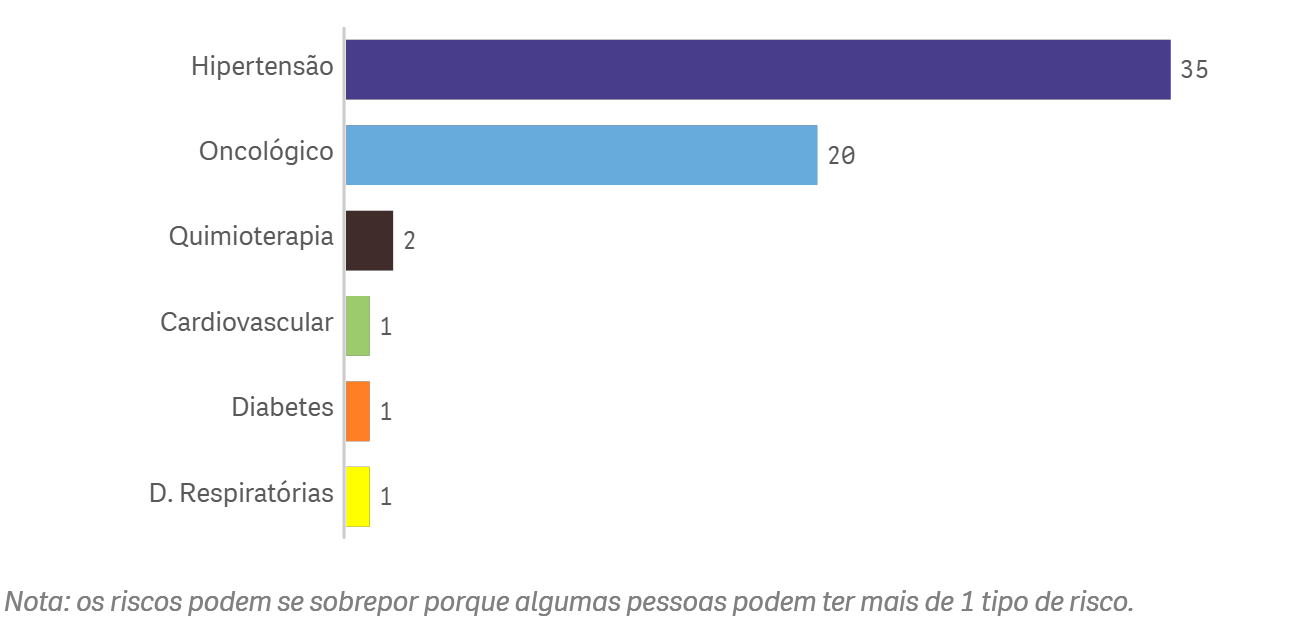 Hipertensão 35
Oncológico 20
Quimioterapia 2
Cardiovascular 1
Diabetes 1
D. Respiratórias 1
Nota: os riscos podem se sobrepor porque algumas pessoas podem ter mais de 1 tipo de risco.